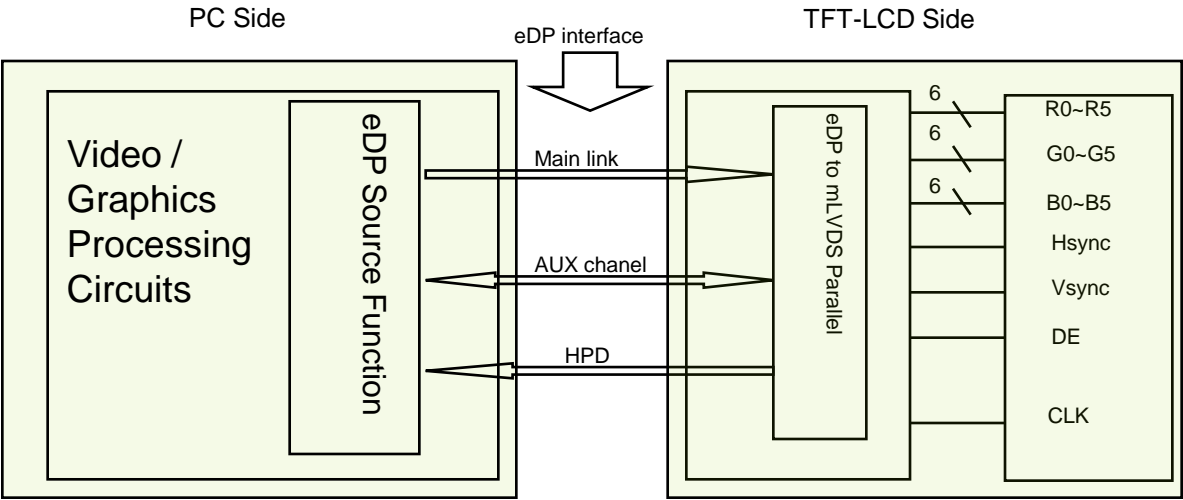 PC Side
TFT-LCD Side
eDP interface
Video /
Graphics
Processing
Circuits
eDP Source Function
Main link
AUX chanel
HPD
eDP to mLVDS Parallel
6
R0~R5
6
G0~G5
6
B0~B5
Hsync
Vsync
DE
CLK